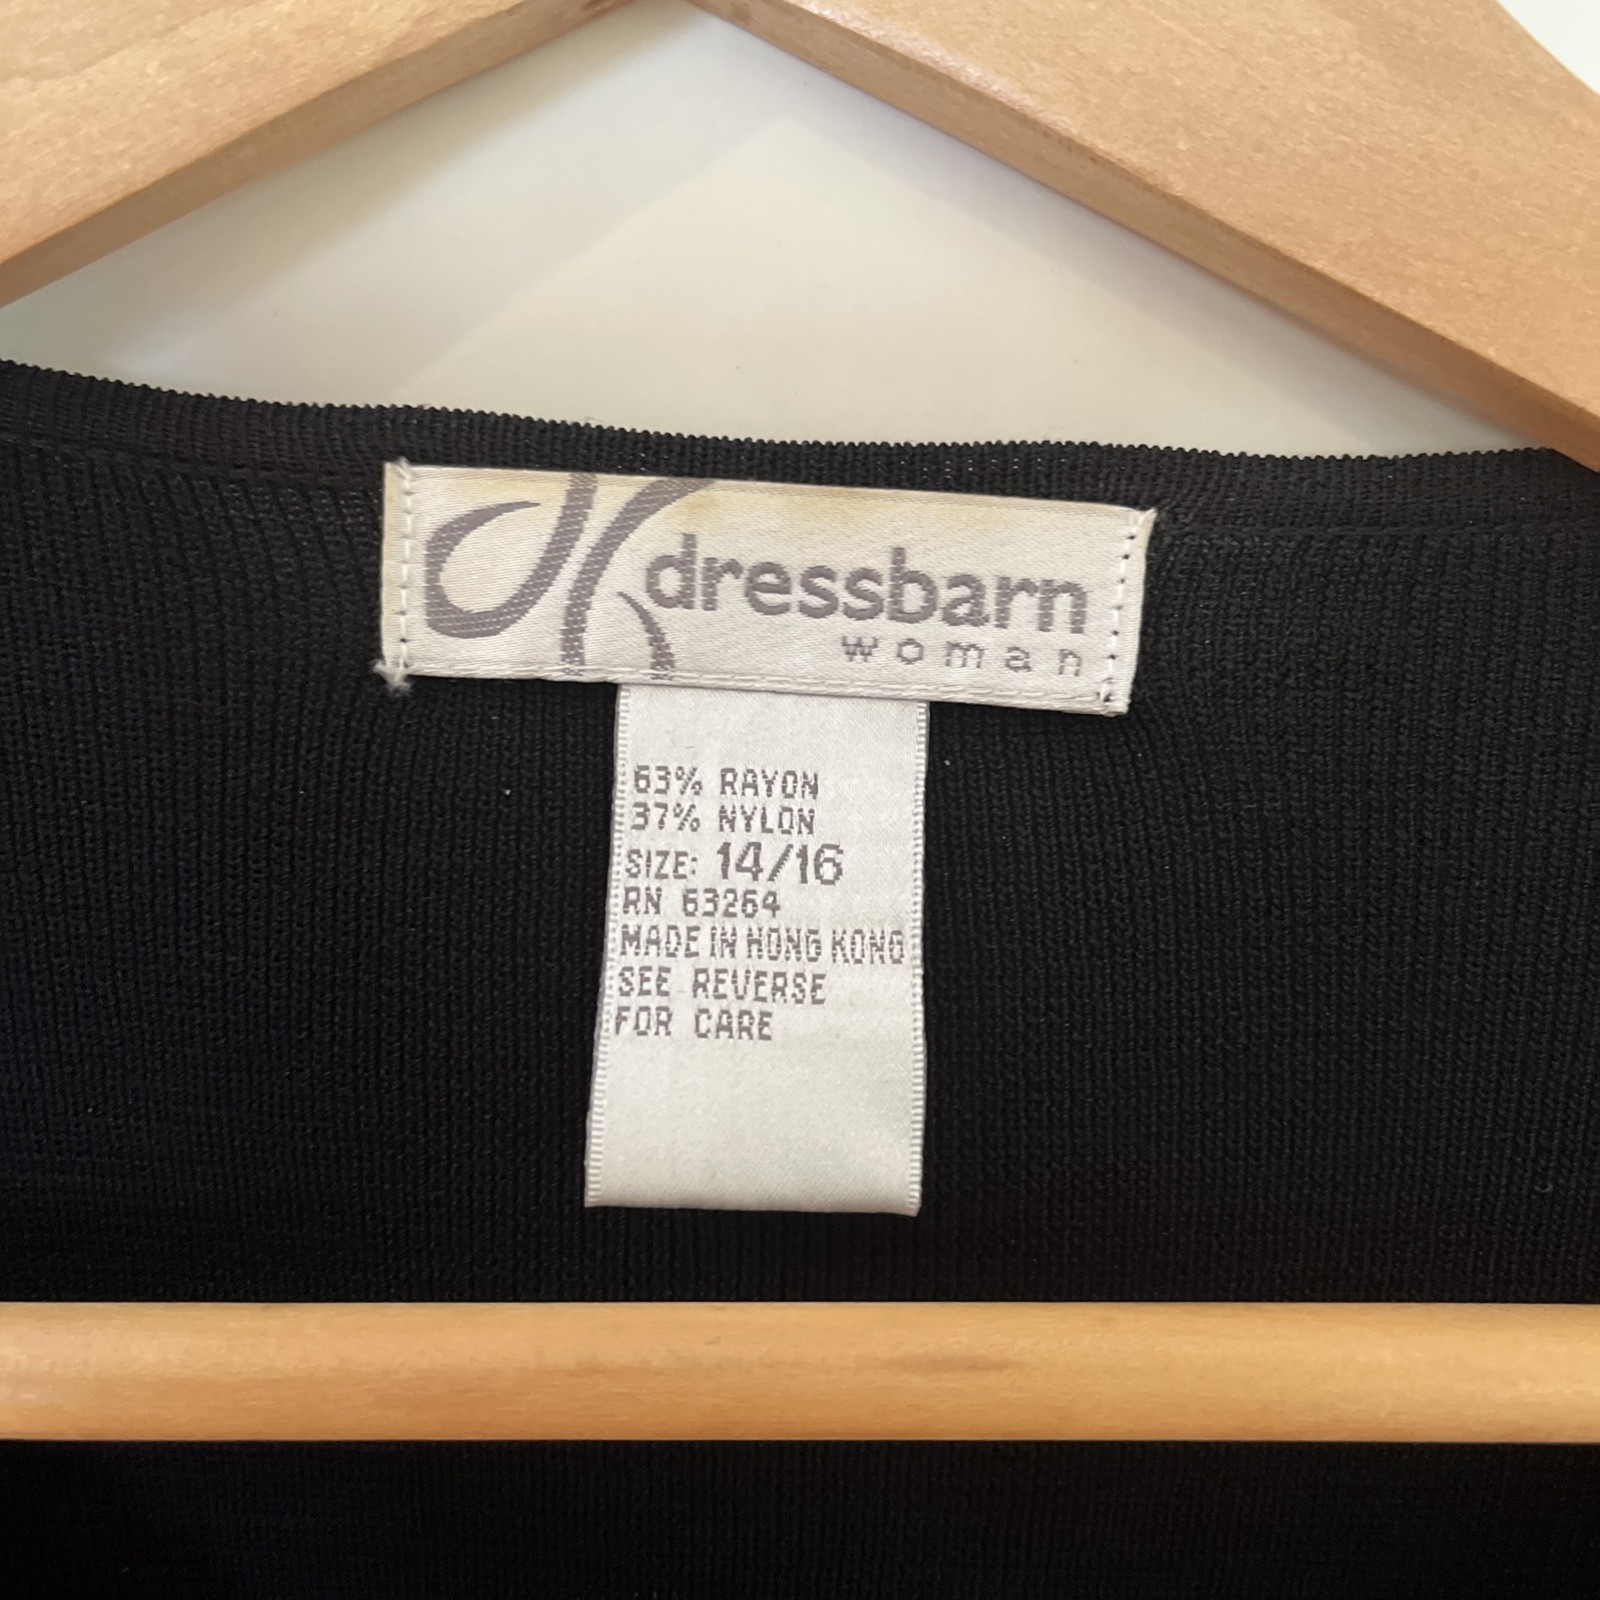 dressbarn
woman
63% RAYON
37% NYLON
SIZE: 14/16
RN 63264
MADE IN HONG KONG
SEE REVERSE
FOR CARE